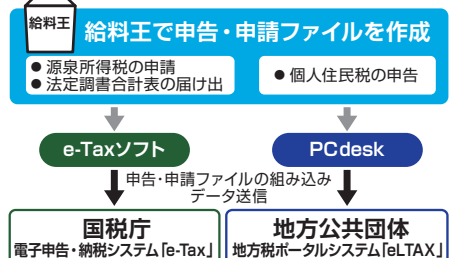 給料王
給料王で申告・申請ファイルを作成
● 源泉所得税の申請
● 法定調書合計表の届け出
● 個人住民税の申告
e-Taxソフト
PCdesk
申告・申請ファイルの組み込み
データ送信
国税庁
電子申告・納税システム「e-Tax」
地方公共団体
地方税ポータルシステム「eLTAX」